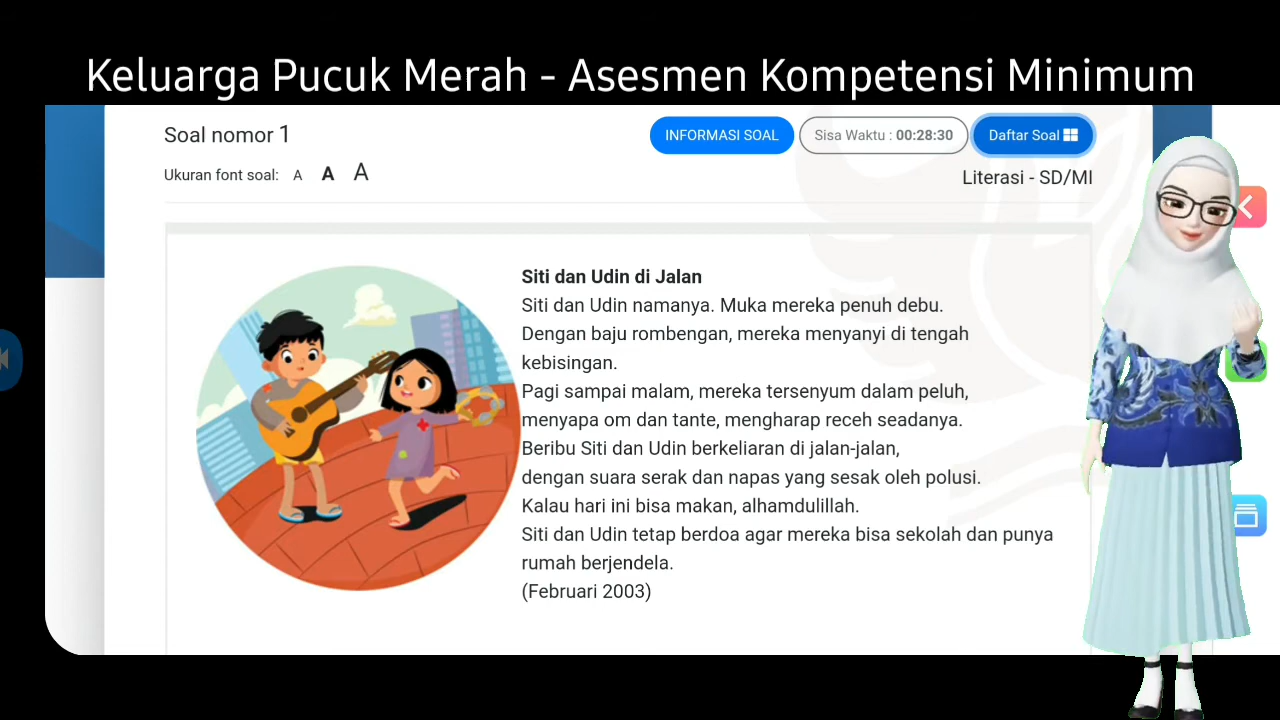 Keluarga Pucuk Merah - Asesmen Kompetensi Minimum
Soal nomor 1
INFORMASI SOAL
Sisa Waktu : 00:28:30
Daftar Soal
Ukuran font soal: A A A
Literasi - SD/MI
Siti dan Udin di Jalan
Siti dan Udin namanya. Muka mereka penuh debu.
Dengan baju rombengan, mereka menyanyi di tengah
kebisingan.
Pagi sampai malam, mereka tersenyum dalam peluh,
menyapa om dan tante, mengharap receh seadanya.
Beribu Siti dan Udin berkeliaran di jalan-jalan,
dengan suara serak dan napas yang sesak oleh polusi.
Kalau hari ini bisa makan, alhamdulillah.
Siti dan Udin tetap berdoa agar mereka bisa sekolah dan punya
rumah berjendela.
(Februari 2003)